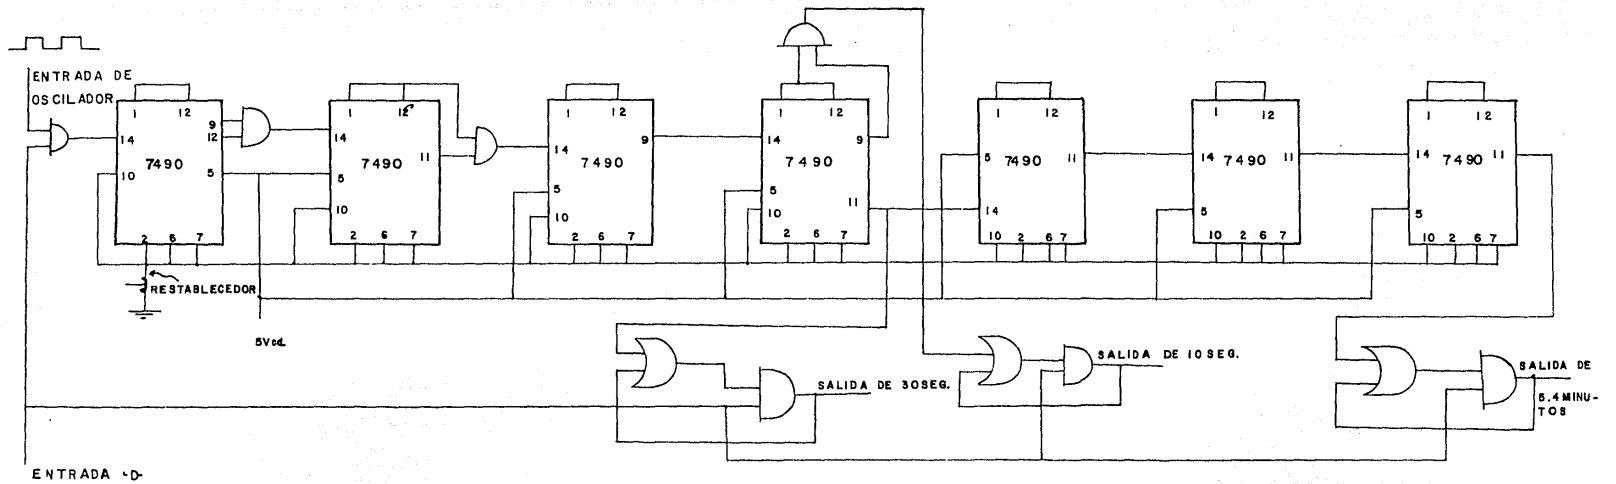 ENTRADA DE
OSCILADOR
1 12
14
9
12
7490
10
5
2 6 7
RESTABLECEDOR
5Vcd.
ENTRADA -D-
1 12
14
11
7490
5
10
2 6 7
1 12
14
9
7490
5
10
2 6 7
1 12
14
9
7490
5
10
11
2 6 7
1 12
5
7490
11
14
10 2 6 7
1 12
14 7490 11
5
10 2 6 7
1 12
14 7490 11
5
10 2 6 7
SALIDA DE 30SEG.
SALIDA DE 10SEG.
SALIDA DE
5.4MINU-
TOS